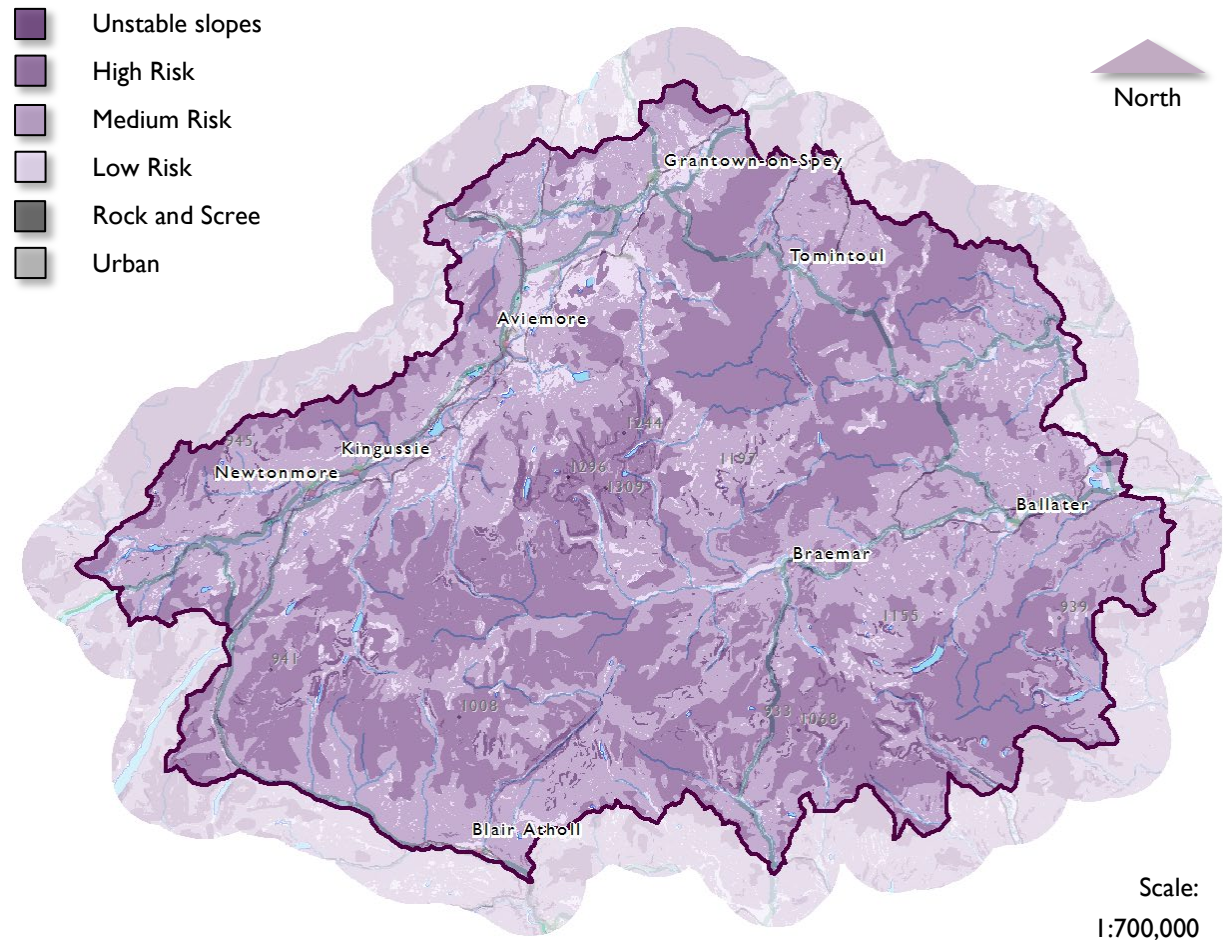 Unstable slopes
High Risk
Medium Risk
Low Risk
Rock and Scree
Urban
North
Grantown-on-Spey
Tomintoul
Aviemore
1244
945
Kingussie
1296
1197
Newtonmore
1309
Ballater
Braemar
939
1155
941
1008
933
1068
Blair Atholl
Scale:
1:700,000